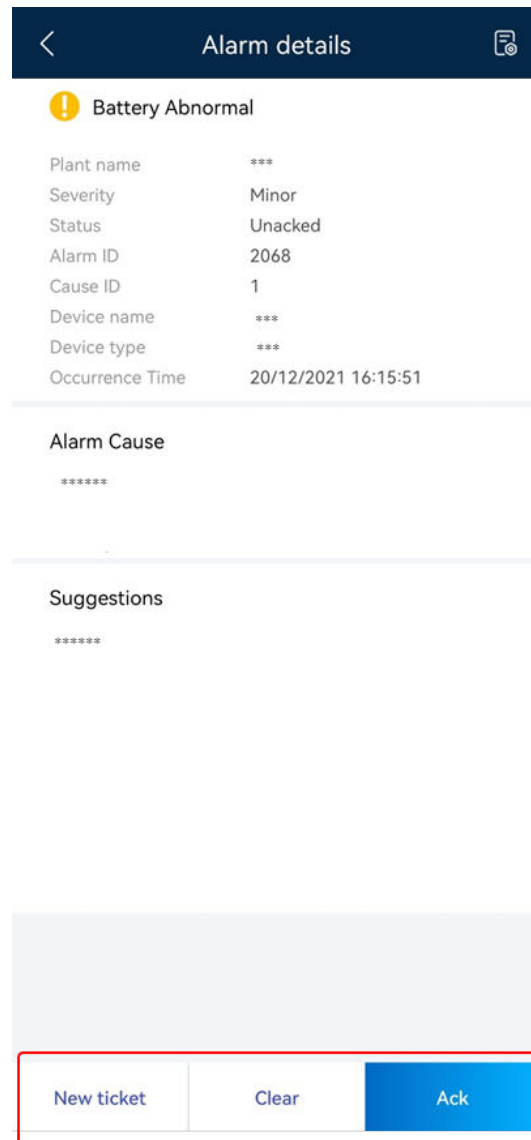 Alarm details
Battery Abnormal
Plant name ***
Severity Minor
Status Unacked
Alarm ID 2068
Cause ID 1
Device name ***
Device type ***
Occurrence Time 20/12/2021 16:15:51
Alarm Cause
******
Suggestions
******
New ticket Clear Ack